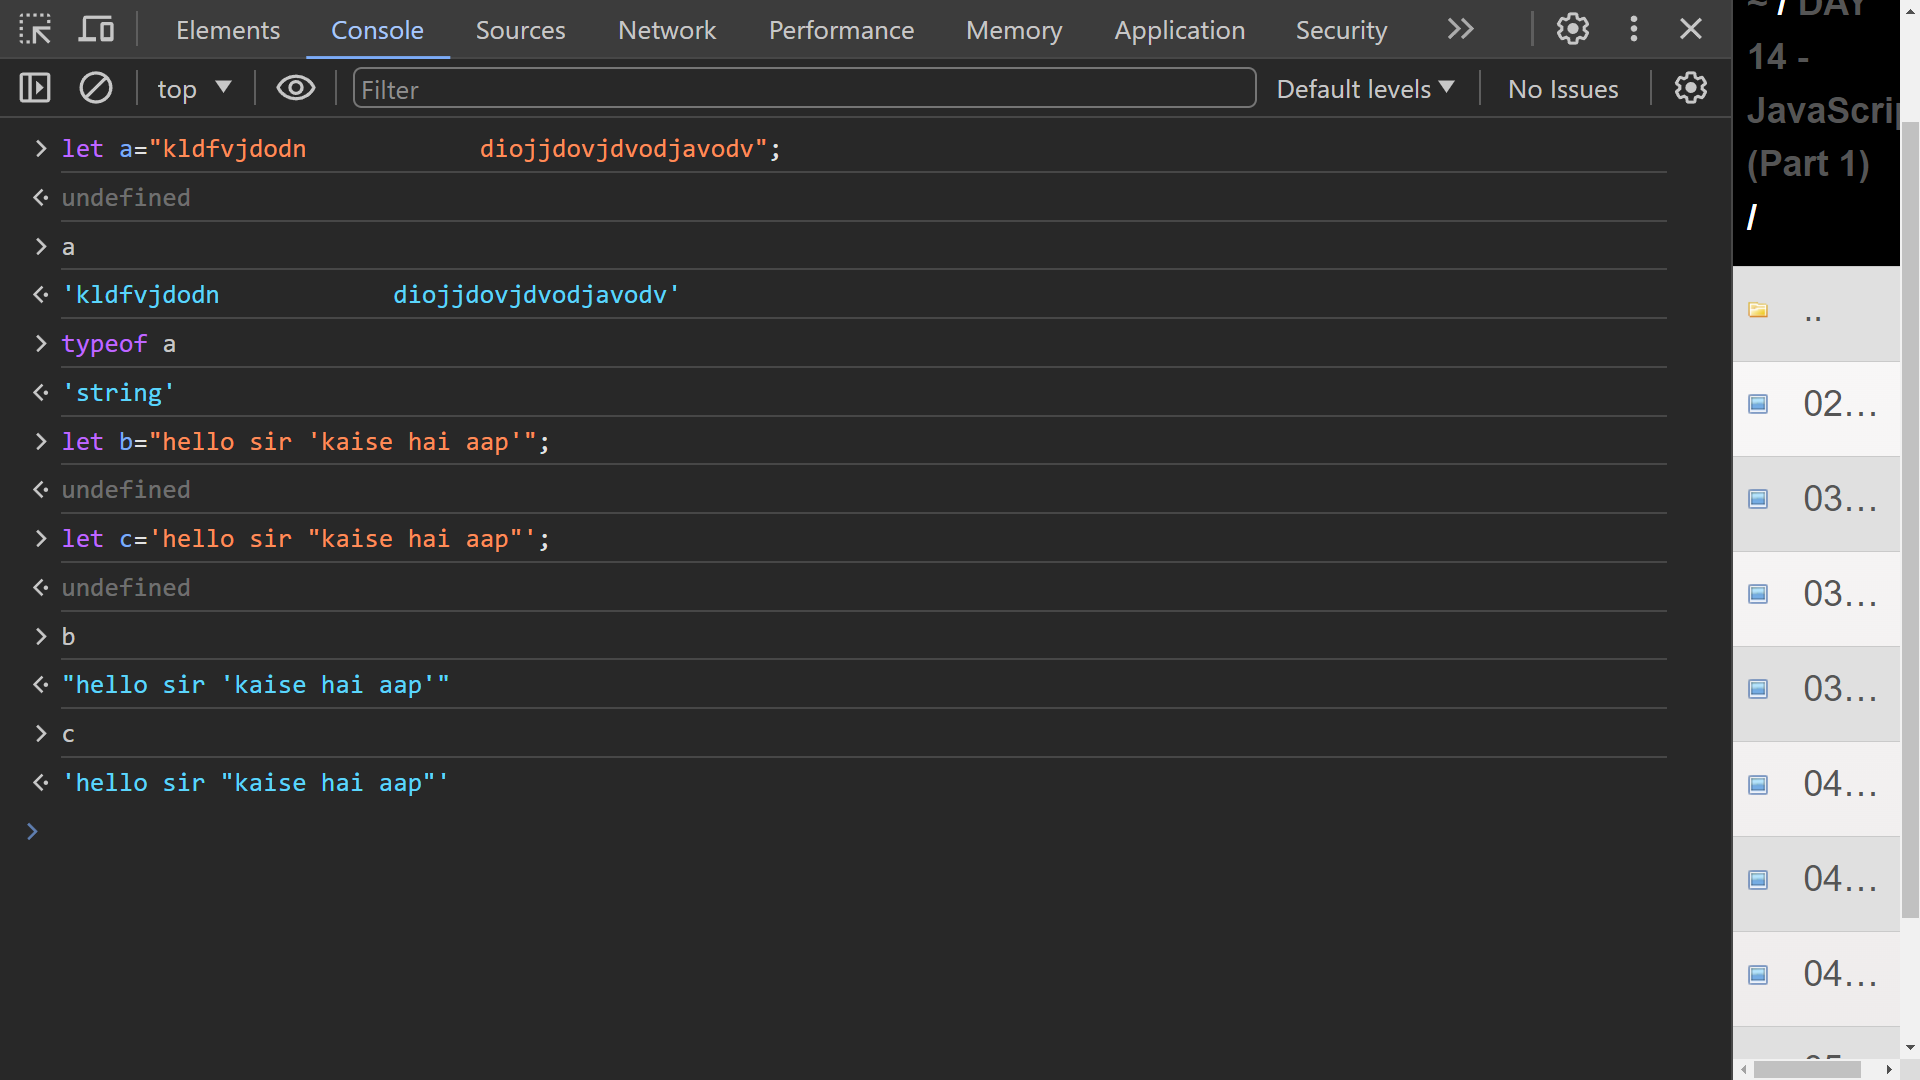 Elements Console Sources Network Performance Memory Application Security
top Filter Default levels No Issues
> let a="kldfvjdodn            diojjdovjdvodjavodv";
undefined
> a
'kldfvjdodn            diojjdovjdvodjavodv'
> typeof a
'string'
> let b="hello sir 'kaise hai aap'";
undefined
> let c='hello sir "kaise hai aap"';
undefined
> b
"hello sir 'kaise hai aap'"
> c
'hello sir "kaise hai aap"'
>
~ / DAY
14 -
JavaScrip
(Part 1)
/
..
02...
03...
03...
03...
04...
04...
04...